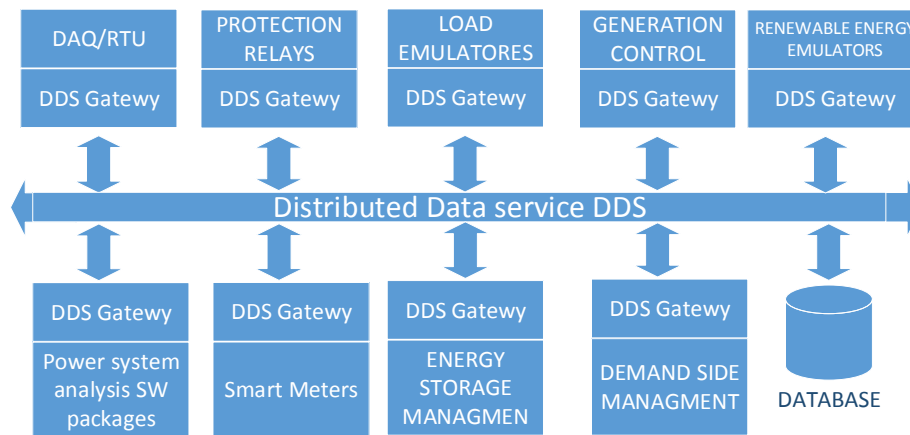 DAQ/RTU
DDS Gatewy
PROTECTION
RELAYS
DDS Gatewy
LOAD
EMULATORES
DDS Gatewy
GENERATION
CONTROL
DDS Gatewy
RENEWABLE ENERGY
EMULATORS
DDS Gatewy
Distributed Data service DDS
DDS Gatewy
Power system
analysis SW
packages
DDS Gatewy
Smart Meters
DDS Gatewy
ENERGY
STORAGE
MANAGMEN
DDS Gatewy
DEMAND SIDE
MANAGMENT
DATABASE